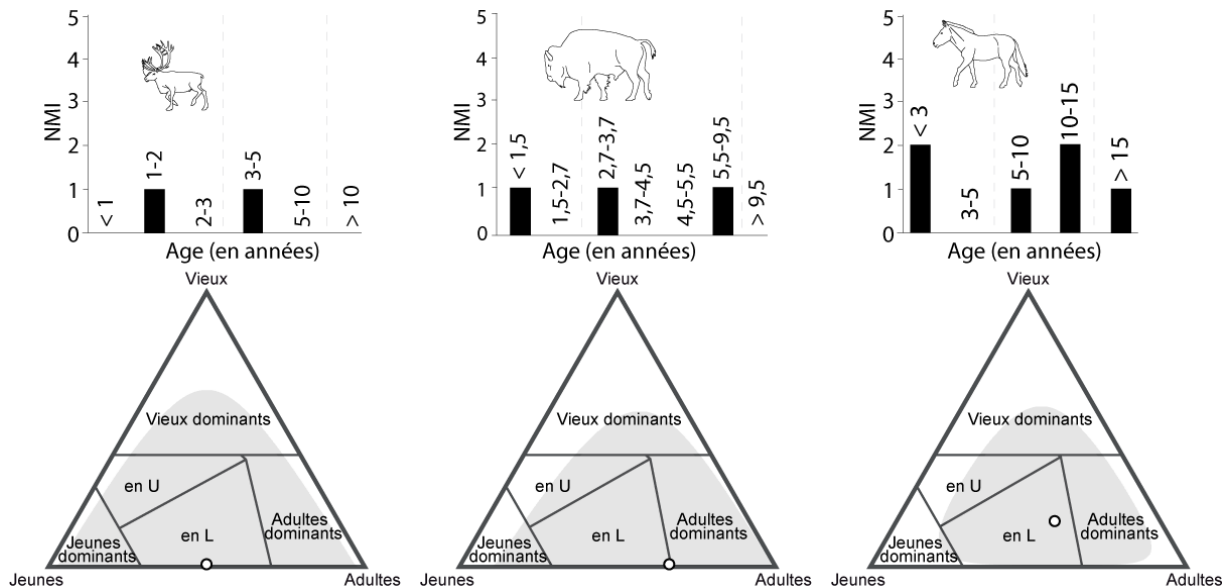 5
4
3
2
1
0
NMI
< 1
1-2
2-3
3-5
5-10
> 10
Age (en années)
5
4
3
2
1
0
NMI
< 1,5
1,5-2,7
2,7-3,7
3,7-4,5
4,5-5,5
5,5-9,5
> 9,5
Age (en années)
5
4
3
2
1
0
NMI
< 3
3-5
5-10
10-15
> 15
Age (en années)
Vieux
Vieux dominants
en U
en L
Jeunes
dominants
Adultes
dominants
Jeunes
Adultes
Vieux
Vieux dominants
en U
en L
Jeunes
dominants
Adultes
dominants
Jeunes
Adultes
Vieux
Vieux dominants
en U
en L
Jeunes
dominants
Adultes
dominants
Jeunes
Adultes